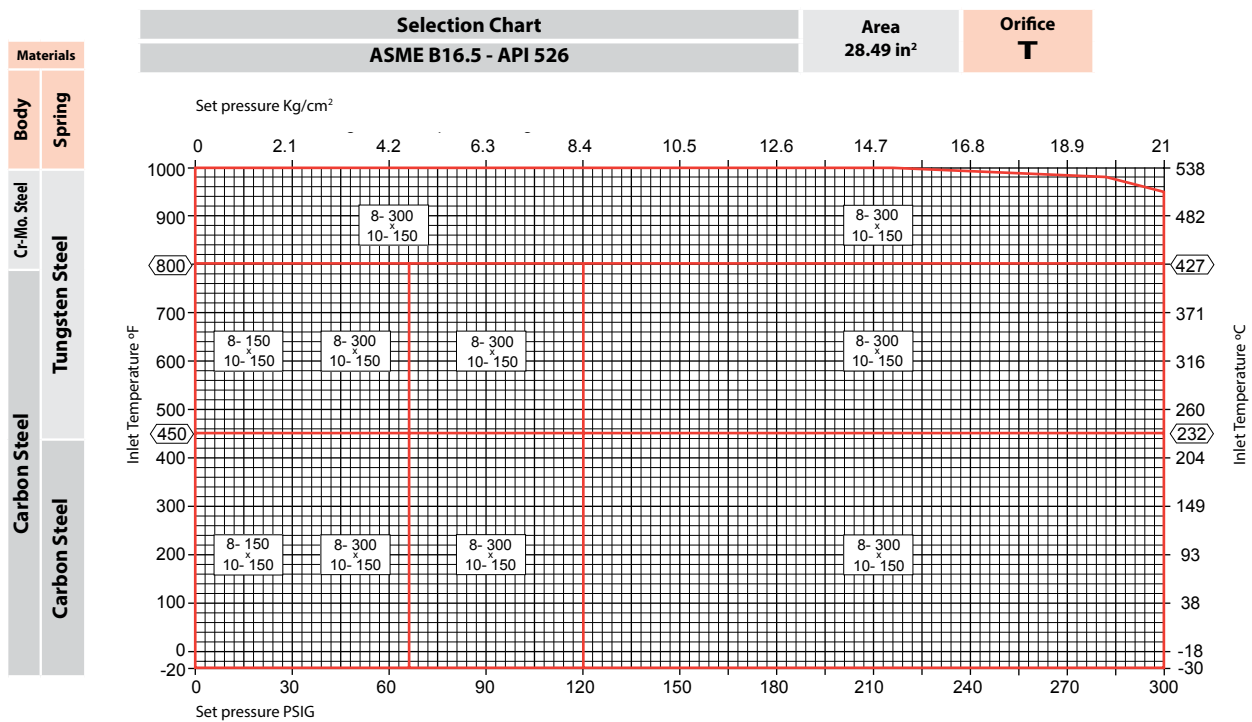 Selection Chart
ASME B16.5 - API 526
Area
28.49 in²
Orifice
T
Materials
Body
Spring
Cr-Mo. Steel
Carbon Steel
Tungsten Steel
Carbon Steel
Set pressure Kg/cm²
0 2.1 4.2 6.3 8.4 10.5 12.6 14.7 16.8 18.9 21
Inlet Temperature ºF
1000
900
800
700
600
500
450
400
300
200
100
0
-20
8- 300
x
10- 150
8- 300
x
10- 150
8- 150
x
10- 150
8- 300
x
10- 150
8- 300
x
10- 150
8- 300
x
10- 150
8- 150
x
10- 150
8- 300
x
10- 150
8- 300
x
10- 150
8- 300
x
10- 150
538
482
427
371
316
260
232
204
149
93
38
-18
-30
Inlet Temperature ºC
0 30 60 90 120 150 180 210 240 270 300
Set pressure PSIG